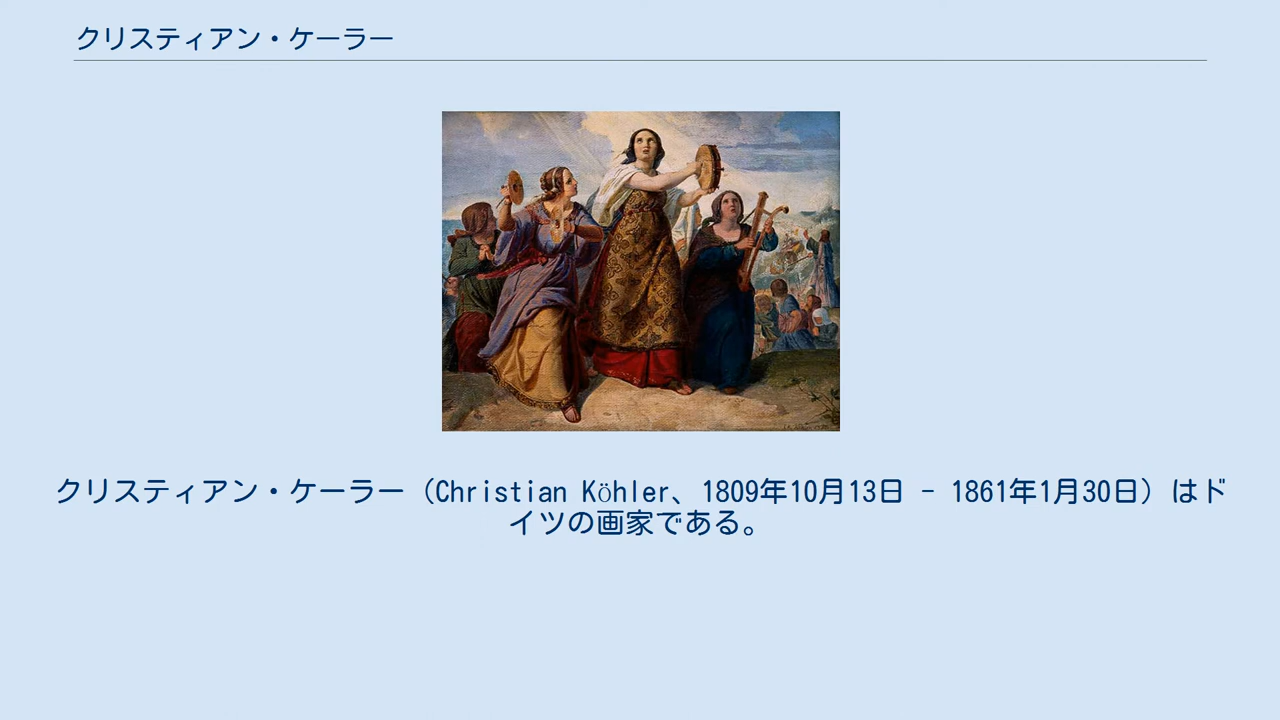 クリスティアン・ケーラー
クリスティアン・ケーラー（Christian Köhler、1809年10月13日 - 1861年1月30日）はド
イツの画家である。